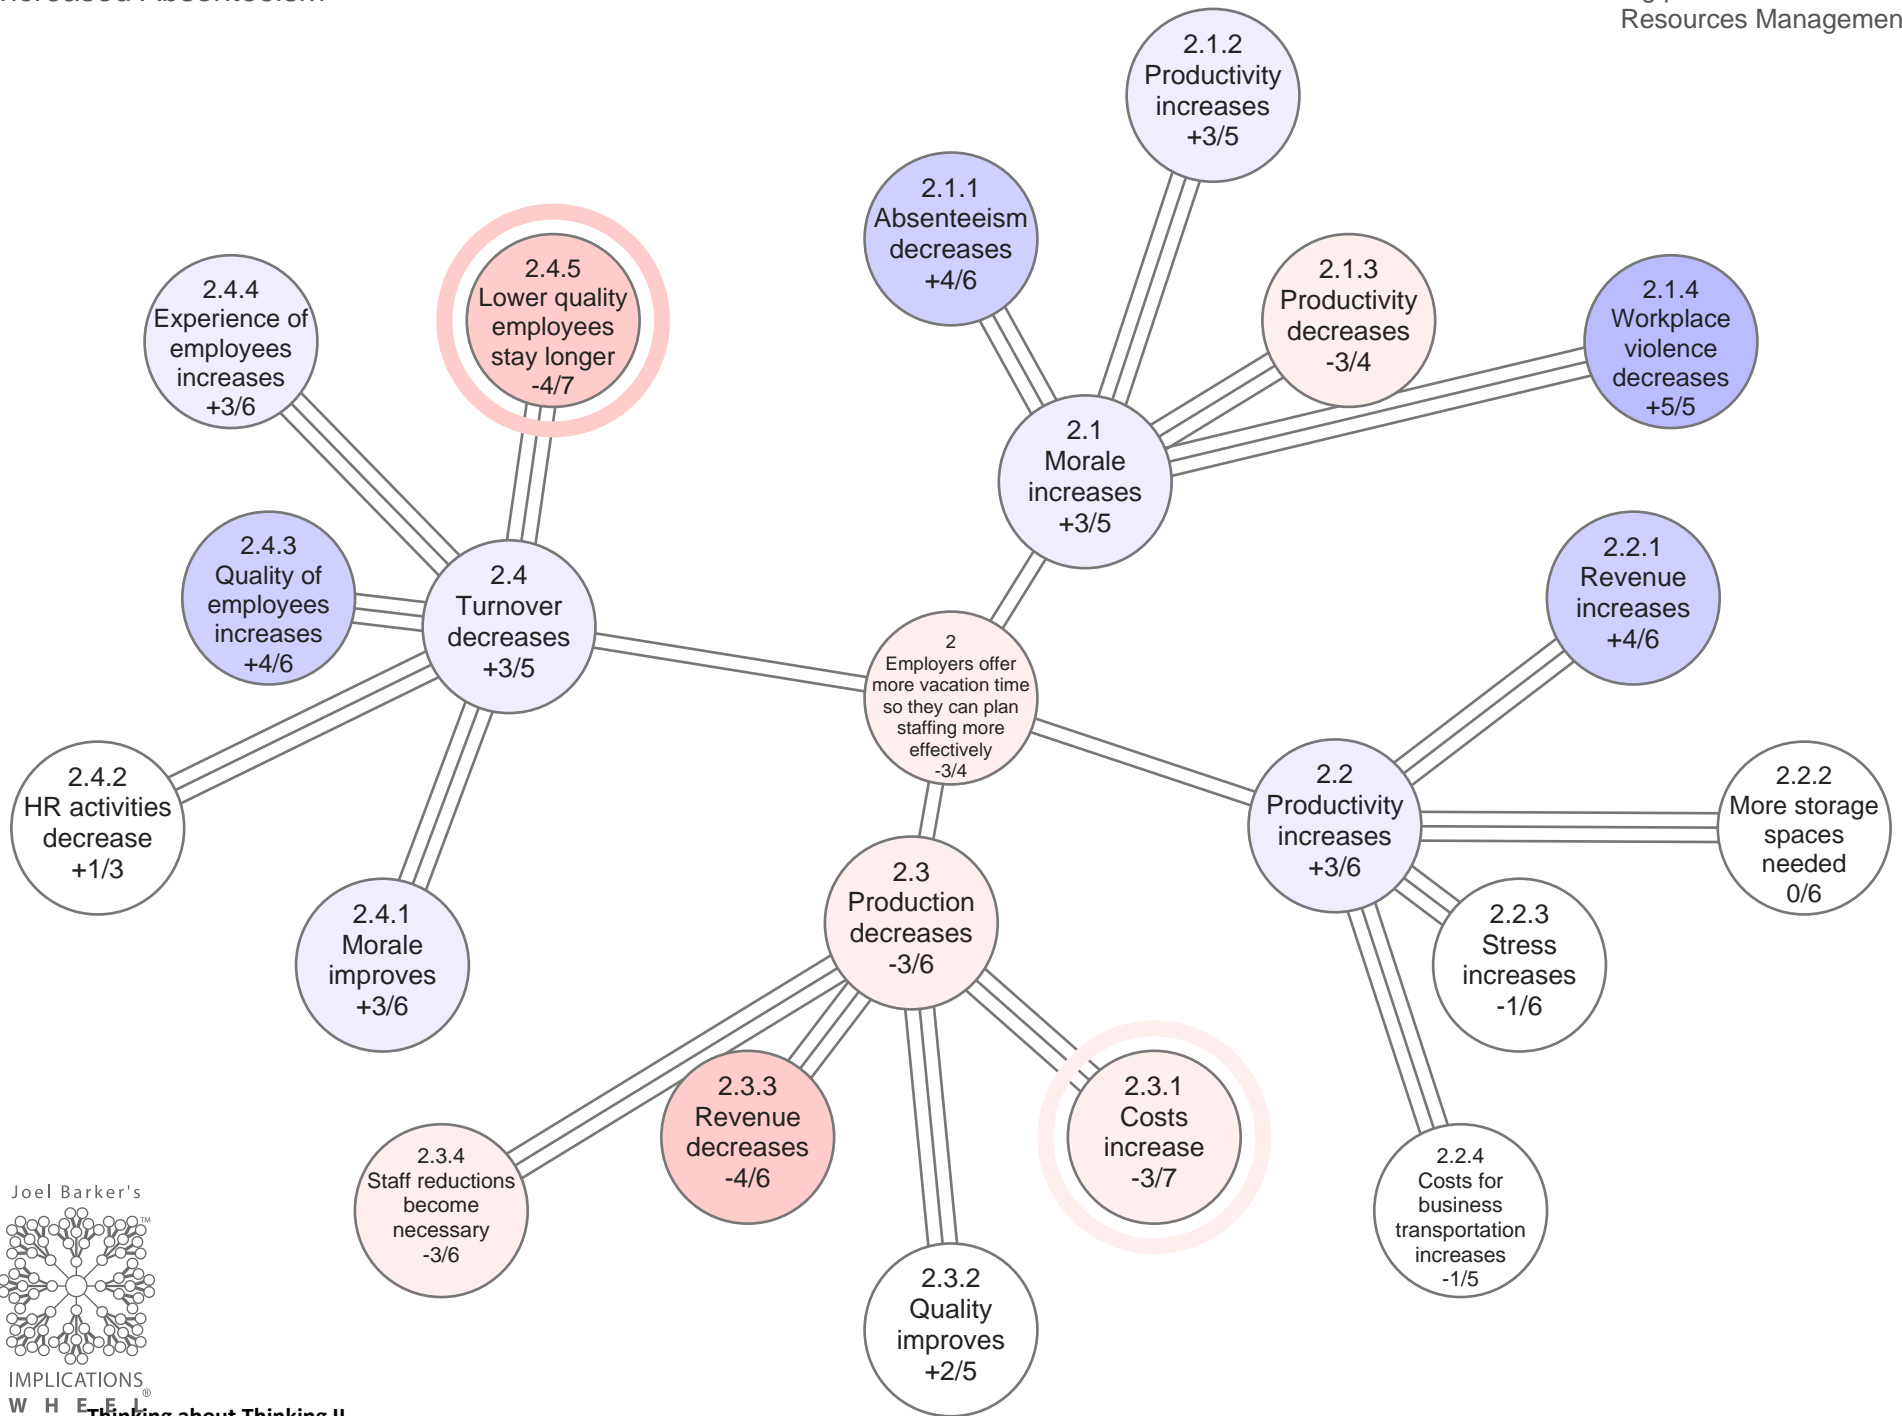 Increased Absenteeism
Resources Managemen
2.1.2
Productivity
increases
+3/5
2.1.1
Absenteeism
decreases
+4/6
2.4.5
Lower quality
employees
stay longer
-4/7
2.1.3
Productivity
decreases
-3/4
2.4.4
Experience of
employees
increases
+3/6
2.1.4
Workplace
violence
decreases
+5/5
2.1
Morale
increases
+3/5
2.4.3
Quality of
employees
increases
+4/6
2.4
Turnover
decreases
+3/5
2.2.1
Revenue
increases
+4/6
2
Employers offer
more vacation time
so they can plan
staffing more
effectively
-3/4
2.4.2
HR activities
decrease
+1/3
2.2
Productivity
increases
+3/6
2.2.2
More storage
spaces
needed
0/6
2.3
Production
decreases
-3/6
2.4.1
Morale
improves
+3/6
2.2.3
Stress
increases
-1/6
2.3.3
Revenue
decreases
-4/6
2.3.1
Costs
increase
-3/7
2.3.4
Staff reductions
become
necessary
-3/6
2.2.4
Costs for
business
transportation
increases
-1/5
2.3.2
Quality
improves
+2/5
Joel Barker's
™
IMPLICATIONS
WHEEL®
Thinking about Thinking II